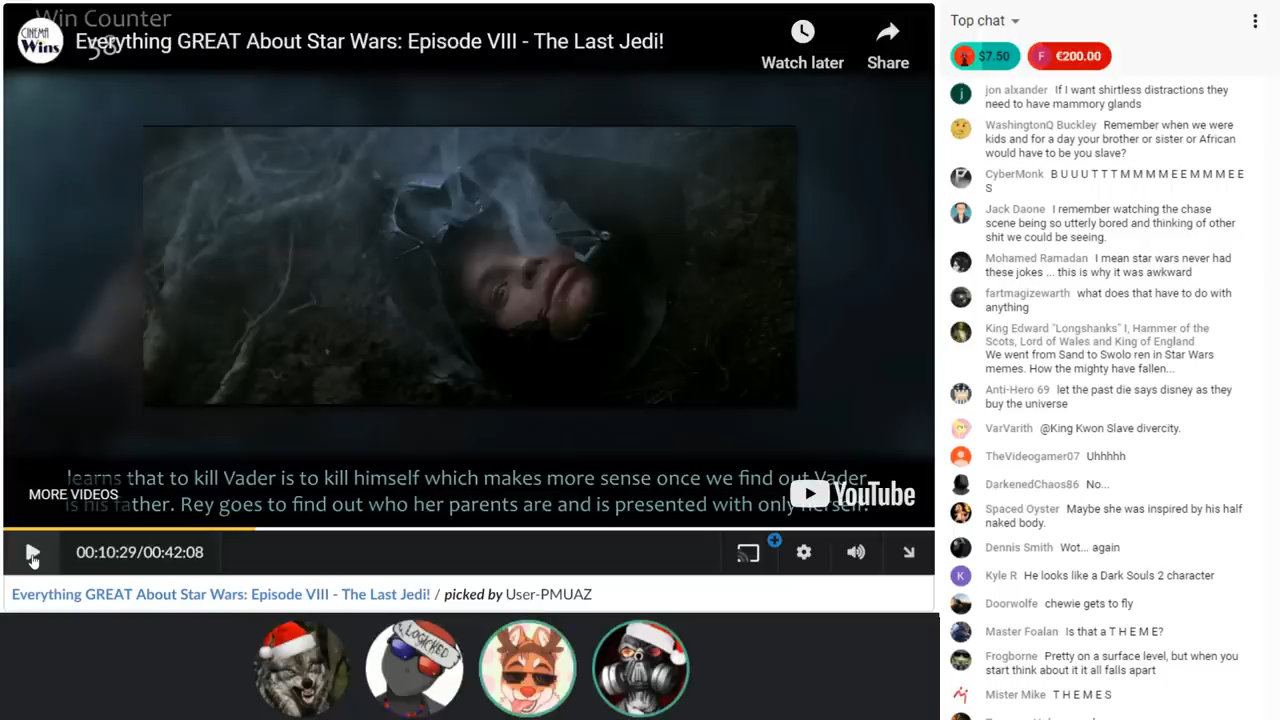 Win Counter
58
CINEMA
Wins
Everything GREAT About Star Wars: Episode VIII - The Last Jedi!
Watch later
Share
learns that to kill Vader is to kill himself which makes more sense once we find out Vader
is his father. Rey goes to find out who her parents are and is presented with only herself.
MORE VIDEOS
YouTube
00:10:29/00:42:08
Everything GREAT About Star Wars: Episode VIII - The Last Jedi! / picked by User-PMUAZ
LOGICKED
Top chat
$7.50
F €200.00
jon alxander If I want shirtless distractions they
need to have mammory glands
WashingtonQ Buckley Remember when we were
kids and for a day your brother or sister or African
would have to be you slave?
CyberMonk B U U U T T T M M M M E E M M M E E
S
Jack Daone I remember watching the chase
scene being so utterly bored and thinking of other
shit we could be seeing.
Mohamed Ramadan I mean star wars never had
these jokes ... this is why it was awkward
fartmagizewarth what does that have to do with
anything
King Edward "Longshanks" I, Hammer of the
Scots, Lord of Wales and King of England
We went from Sand to Swolo ren in Star Wars
memes. How the mighty have fallen...
Anti-Hero 69 let the past die says disney as they
buy the universe
VarVarith @King Kwon Slave divercity.
TheVideogamer07 Uhhhhh
DarkenedChaos86 No...
Spaced Oyster Maybe she was inspired by his half
naked body.
Dennis Smith Wot... again
K Kyle R He looks like a Dark Souls 2 character
Doorwolfe chewie gets to fly
Master Foalan Is that a T H E M E?
Frogborne Pretty on a surface level, but when you
start think about it it all falls apart
Mister Mike T H E M E S